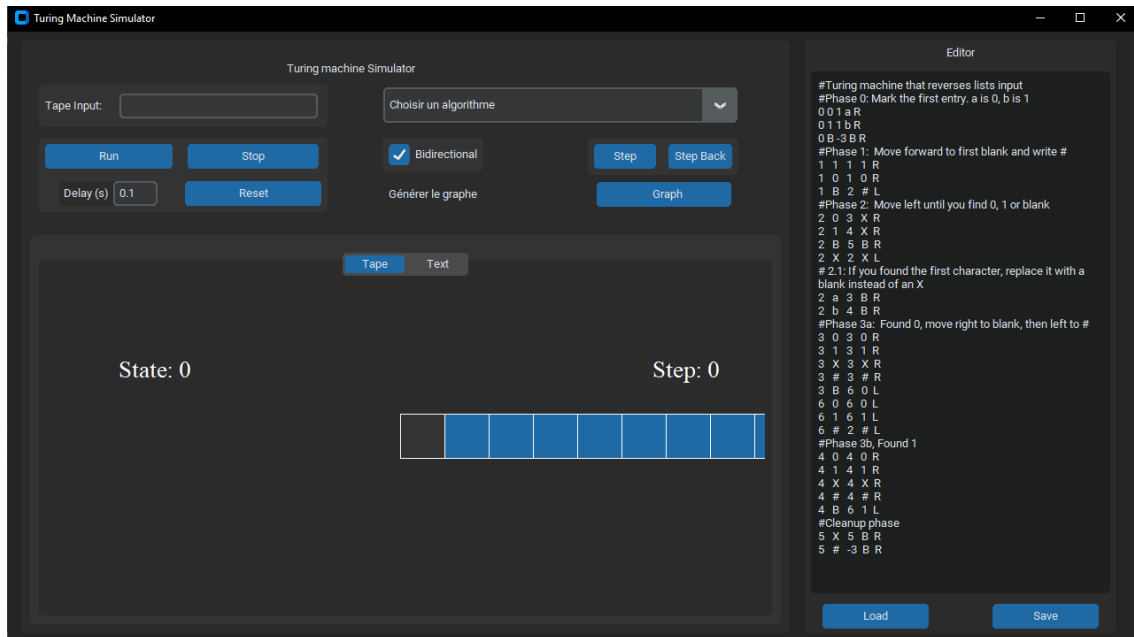 Turing Machine Simulator
Turing machine Simulator
Tape Input:
Choisir un algorithme
Run
Stop
Bidirectional
Step
Step Back
Delay (s)
0.1
Reset
Générer le graphe
Graph
Tape
Text
State: 0
Step: 0
Editor
#Turing machine that reverses lists input
#Phase 0: Mark the first entry. a is 0, b is 1
0 0 1 a R
0 1 1 b R
0 B -3 B R
#Phase 1: Move forward to first blank and write #
1 1 1 1 R
1 0 1 0 R
1 B 2 # L
#Phase 2: Move left until you find 0, 1 or blank
2 0 3 X R
2 1 4 X R
2 B 5 B R
2 X 2 X L
# 2.1: If you found the first character, replace it with a
blank instead of an X
2 a 3 B R
2 b 4 B R
#Phase 3a: Found 0, move right to blank, then left to #
3 0 3 0 R
3 1 3 1 R
3 X 3 X R
3 # 3 # R
3 B 6 0 L
6 0 6 0 L
6 1 6 1 L
6 # 2 # L
#Phase 3b, Found 1
4 0 4 0 R
4 1 4 1 R
4 X 4 X R
4 # 4 # R
4 B 6 1 L
#Cleanup phase
5 X 5 B R
5 # -3 B R
Load
Save